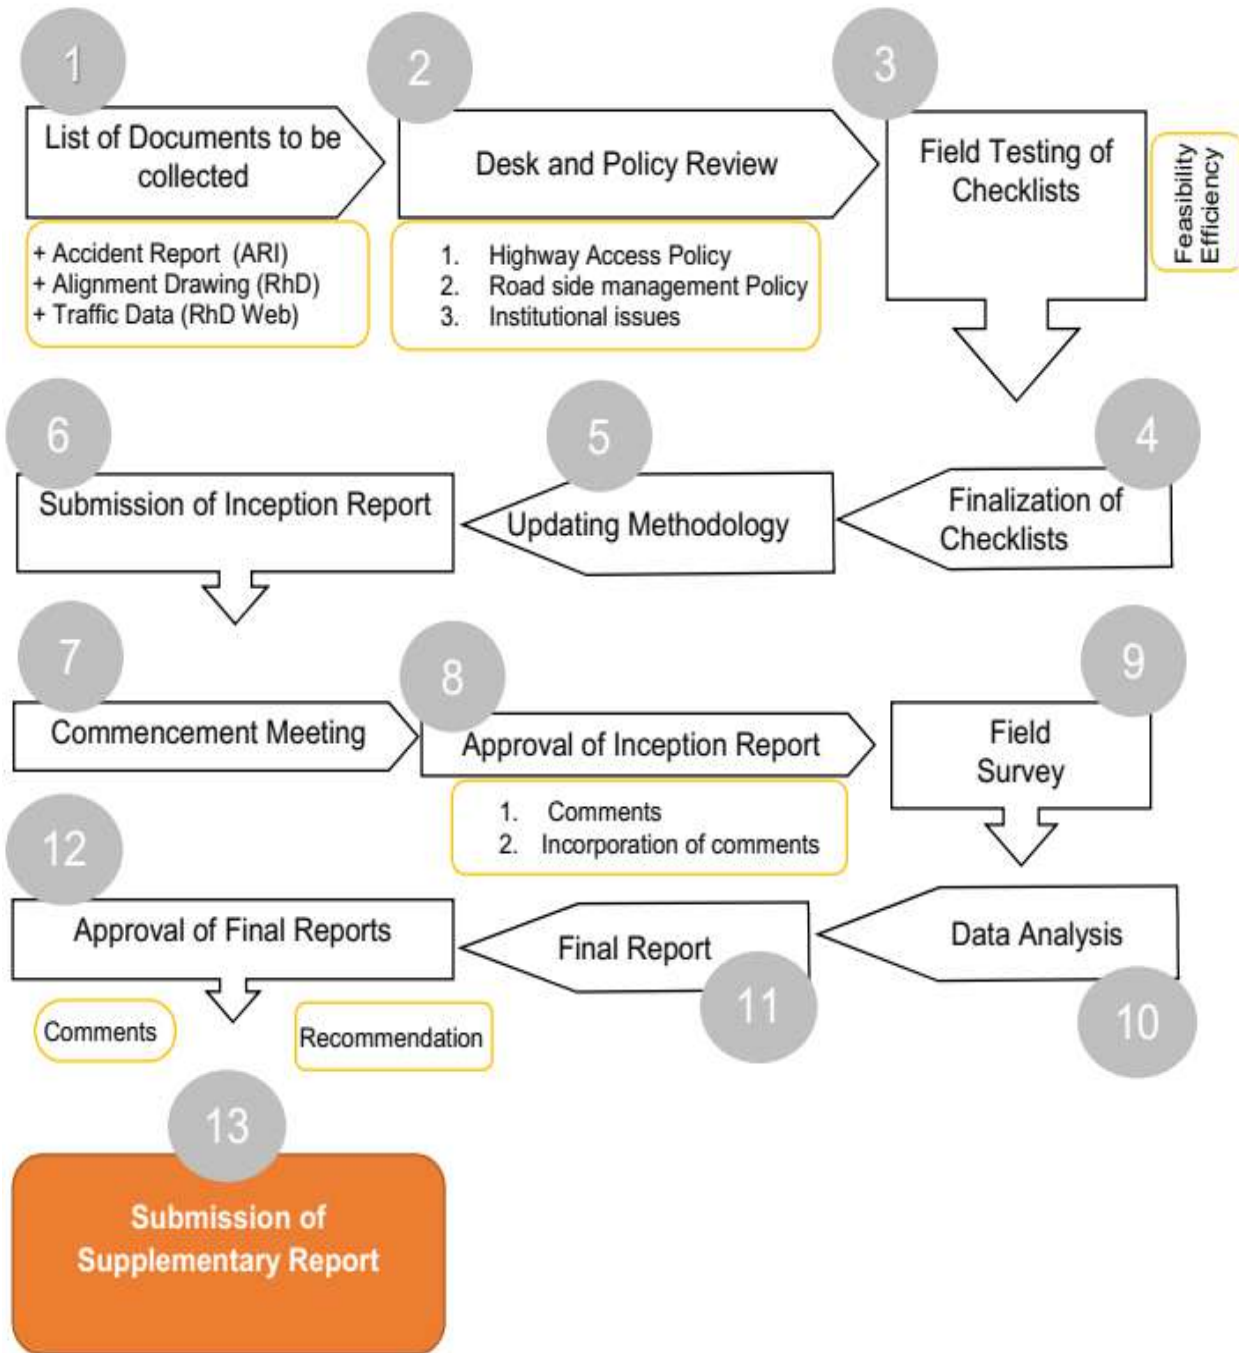 1
List of Documents to be
collected
+ Accident Report (ARI)
+ Alignment Drawing (RhD)
+ Traffic Data (RhD Web)
2
Desk and Policy Review
1. Highway Access Policy
2. Road side management Policy
3. Institutional issues
3
Field Testing of
Checklists
Feasibility
Efficiency
4
Finalization of
Checklists
5
Updating Methodology
6
Submission of Inception Report
7
Commencement Meeting
8
Approval of Inception Report
1. Comments
2. Incorporation of comments
9
Field
Survey
10
Data Analysis
11
Final Report
12
Approval of Final Reports
Comments
Recommendation
13
Submission of
Supplementary Report